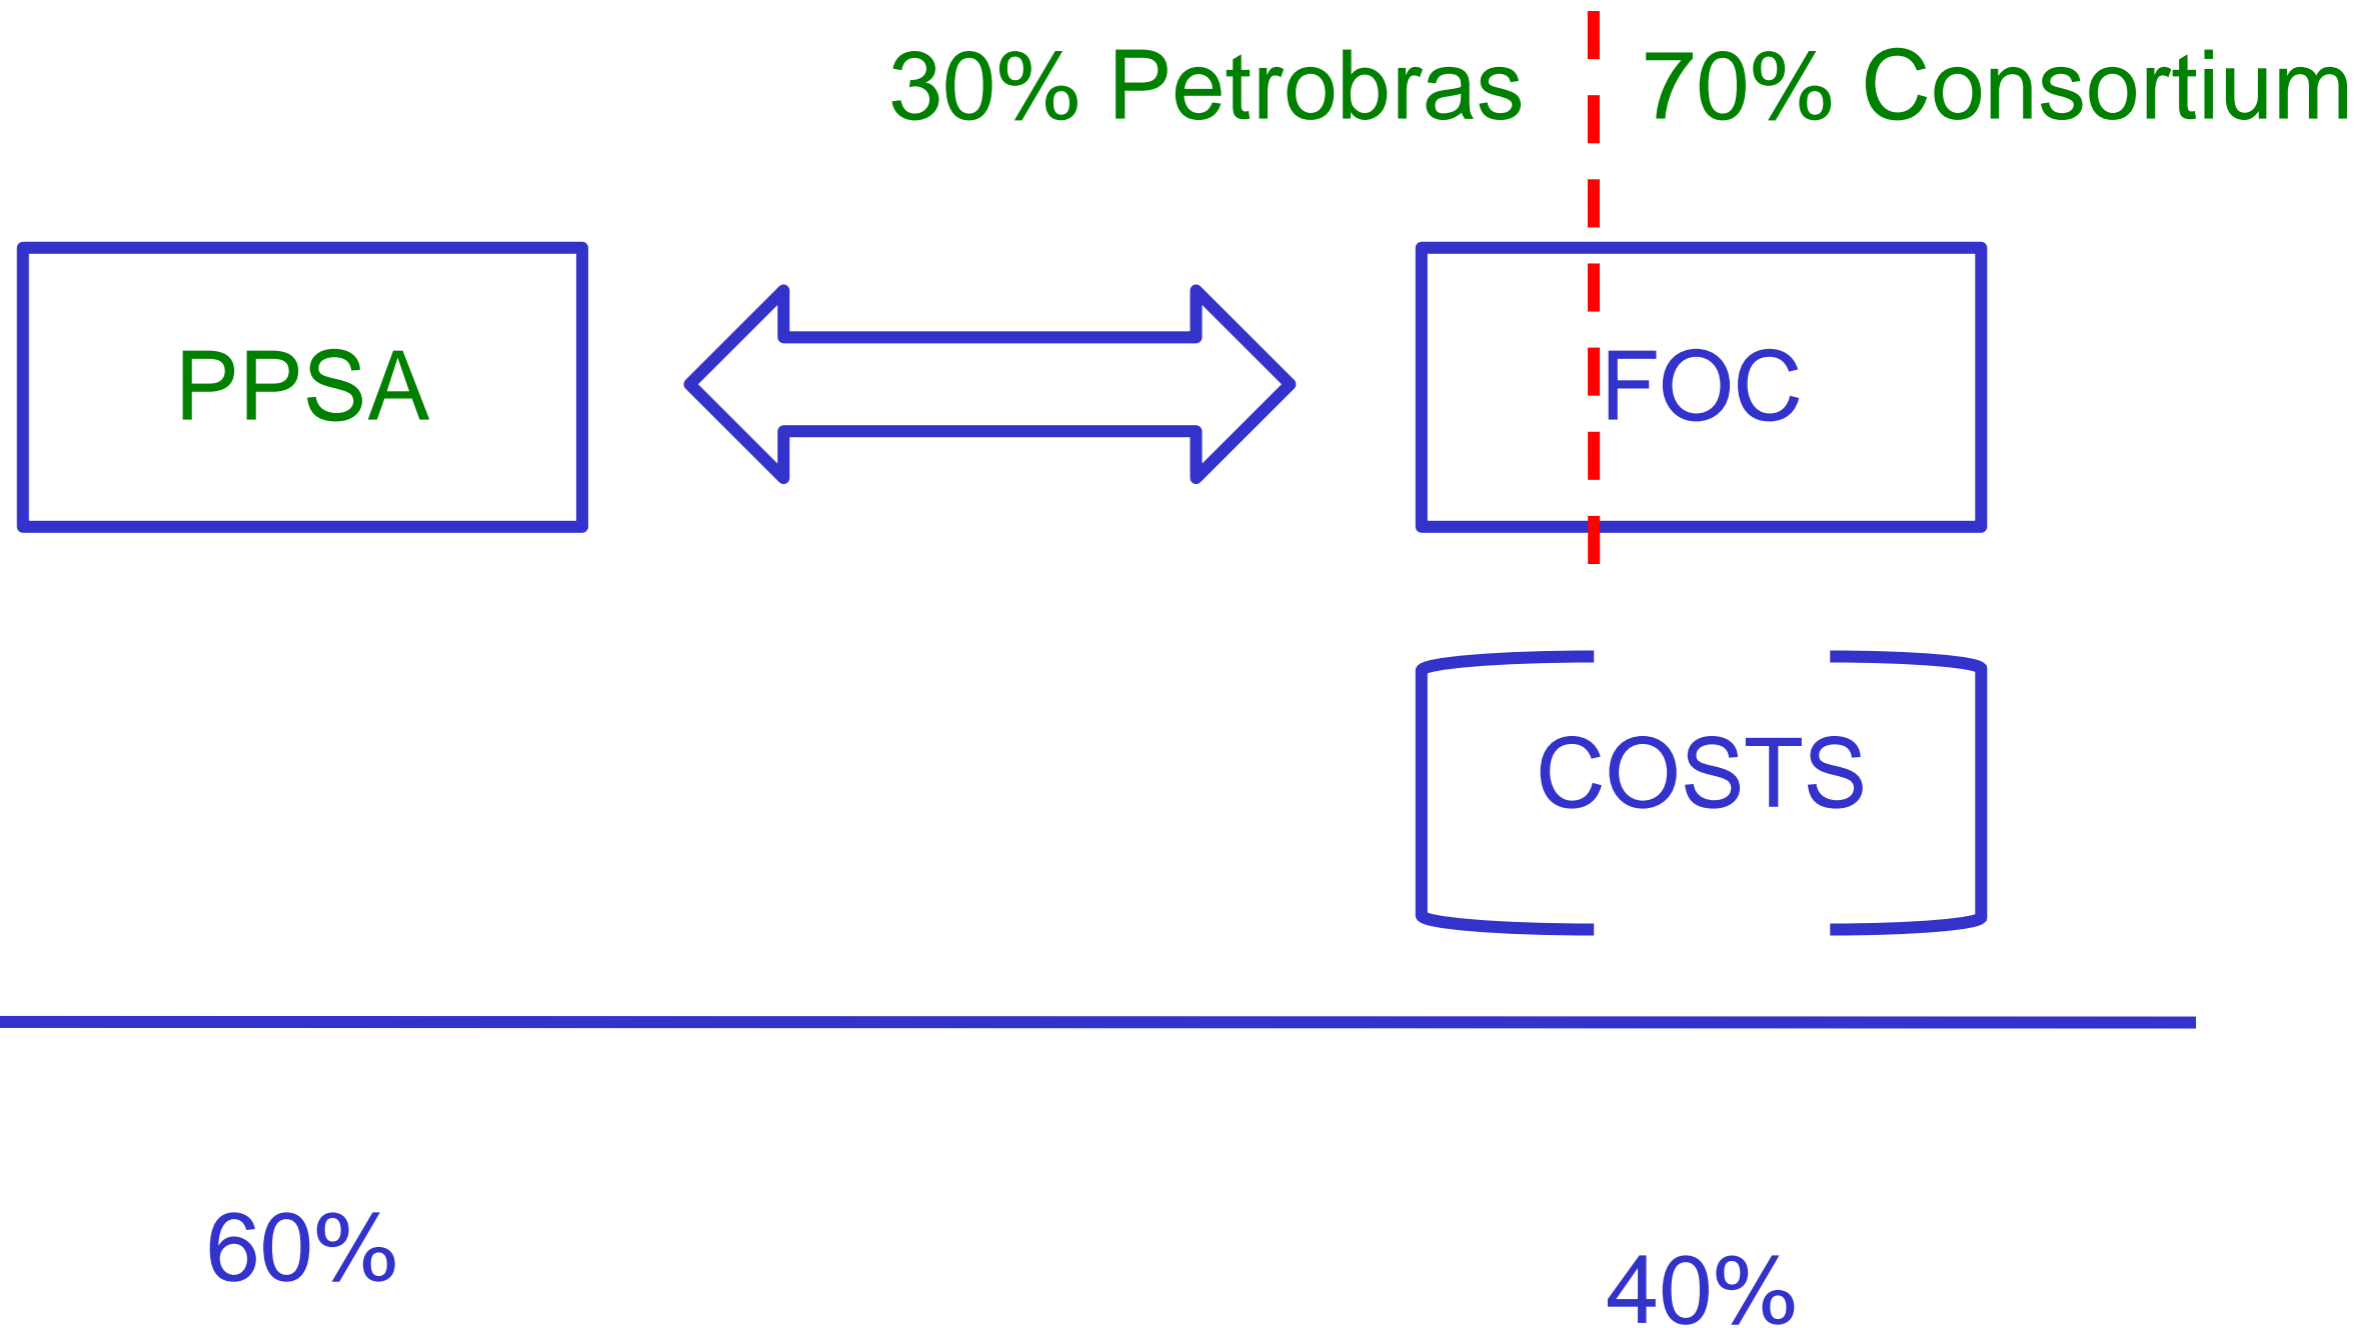 30% Petrobras
70% Consortium
PPSA
FOC
COSTS
60%
40%